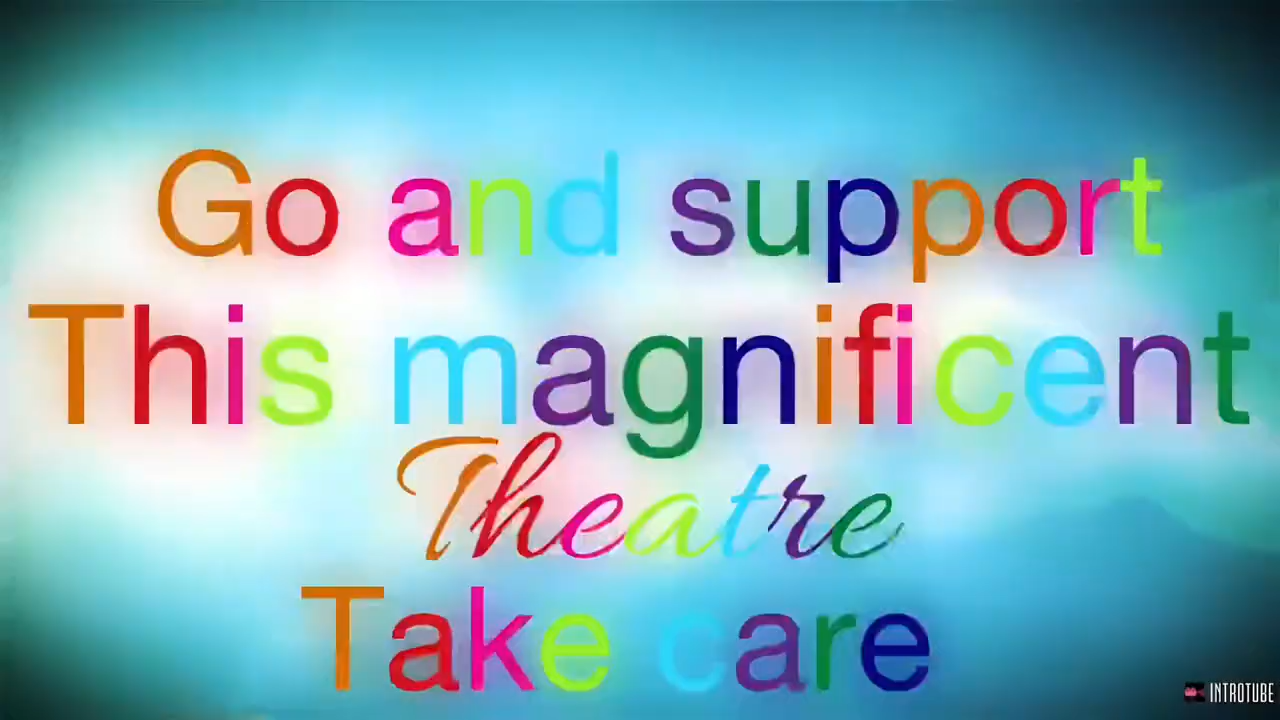 Go and support
This magnificent
Theatre
Take care
INTROTUBE